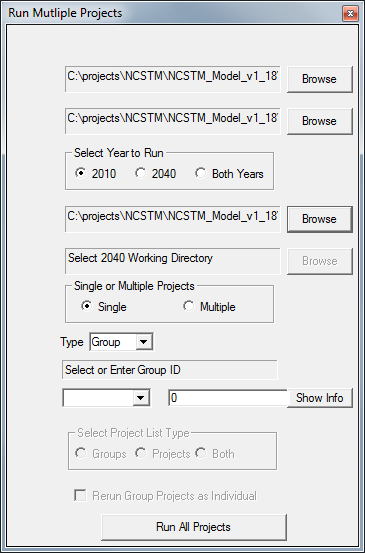 Run Mutliple Projects
C:\projects\NCSTM\NCSTM_Model_v1_18\ Browse
C:\projects\NCSTM\NCSTM_Model_v1_18\ Browse
Select Year to Run
2010 2040 Both Years
C:\projects\NCSTM\NCSTM_Model_v1_18\ Browse
Select 2040 Working Directory Browse
Single or Multiple Projects
Single Multiple
Type Group
Select or Enter Group ID
0 Show Info
Select Project List Type
Groups Projects Both
Rerun Group Projects as Individual
Run All Projects